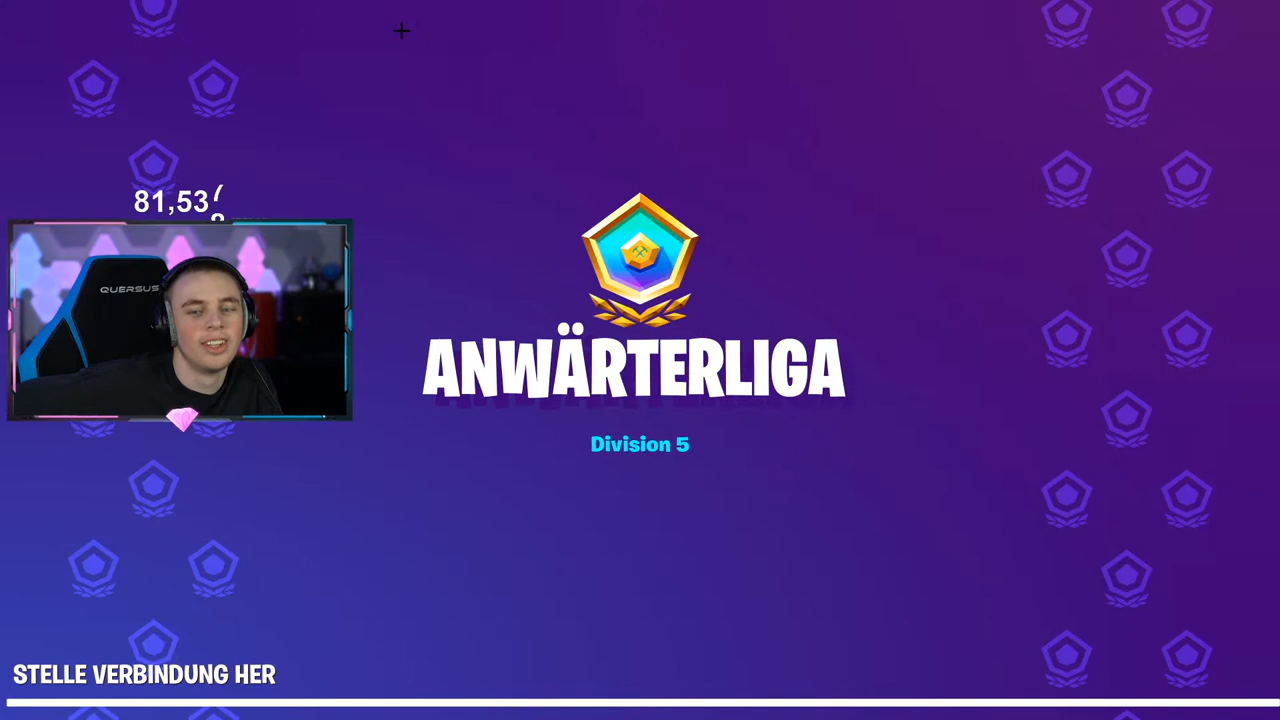 81,53
QUERSUS
ANWÄRTERLIGA
Division 5
STELLE VERBINDUNG HER